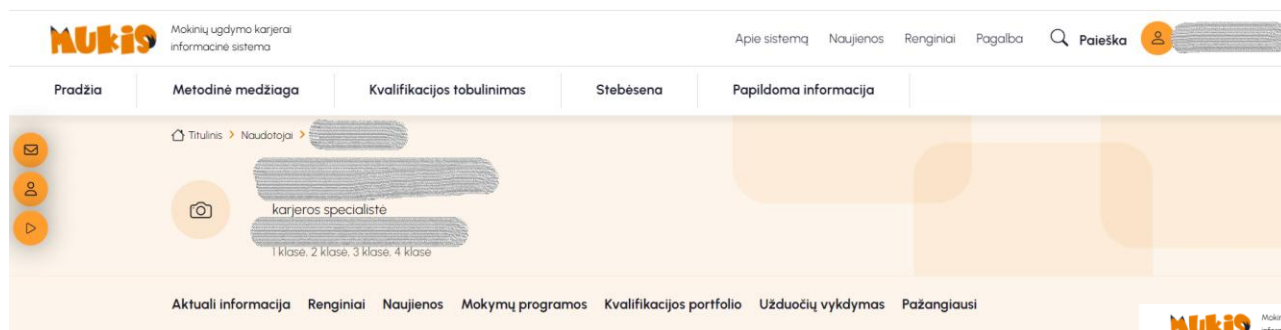 MUKIS
Mokinių ugdymo karjerai
informacinė sistema
Apie sistemą Naujienos Renginiai Pagalba Paieška
Pradžia Metodinė medžiaga Kvalifikacijos tobulinimas Stebėsena Papildoma informacija
Titulinis > Naudotojai >
karjeros specialistė
1 klasė, 2 klasė, 3 klasė, 4 klasė
Aktuali informacija Renginiai Naujienos Mokymų programos Kvalifikacijos portfolio Užduočių vykdymas Pažangiausi
MUKIS